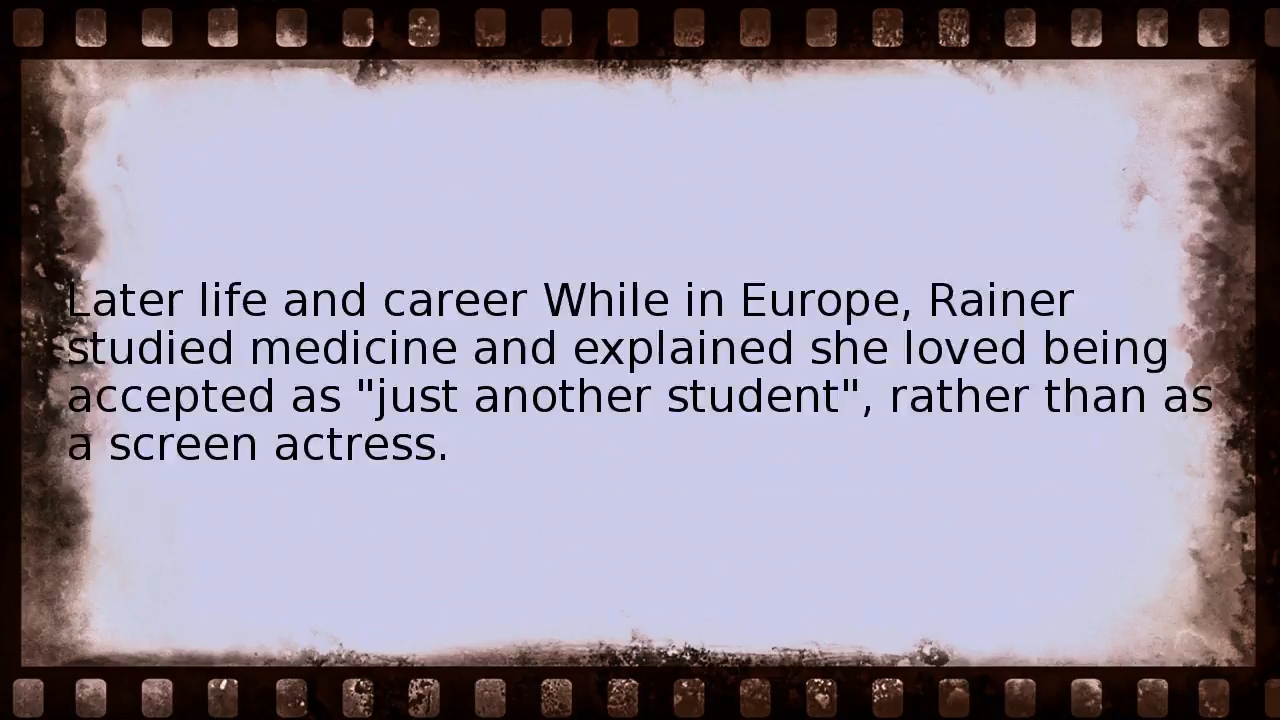 Later life and career While in Europe, Rainer
studied medicine and explained she loved being
accepted as "just another student", rather than as
a screen actress.